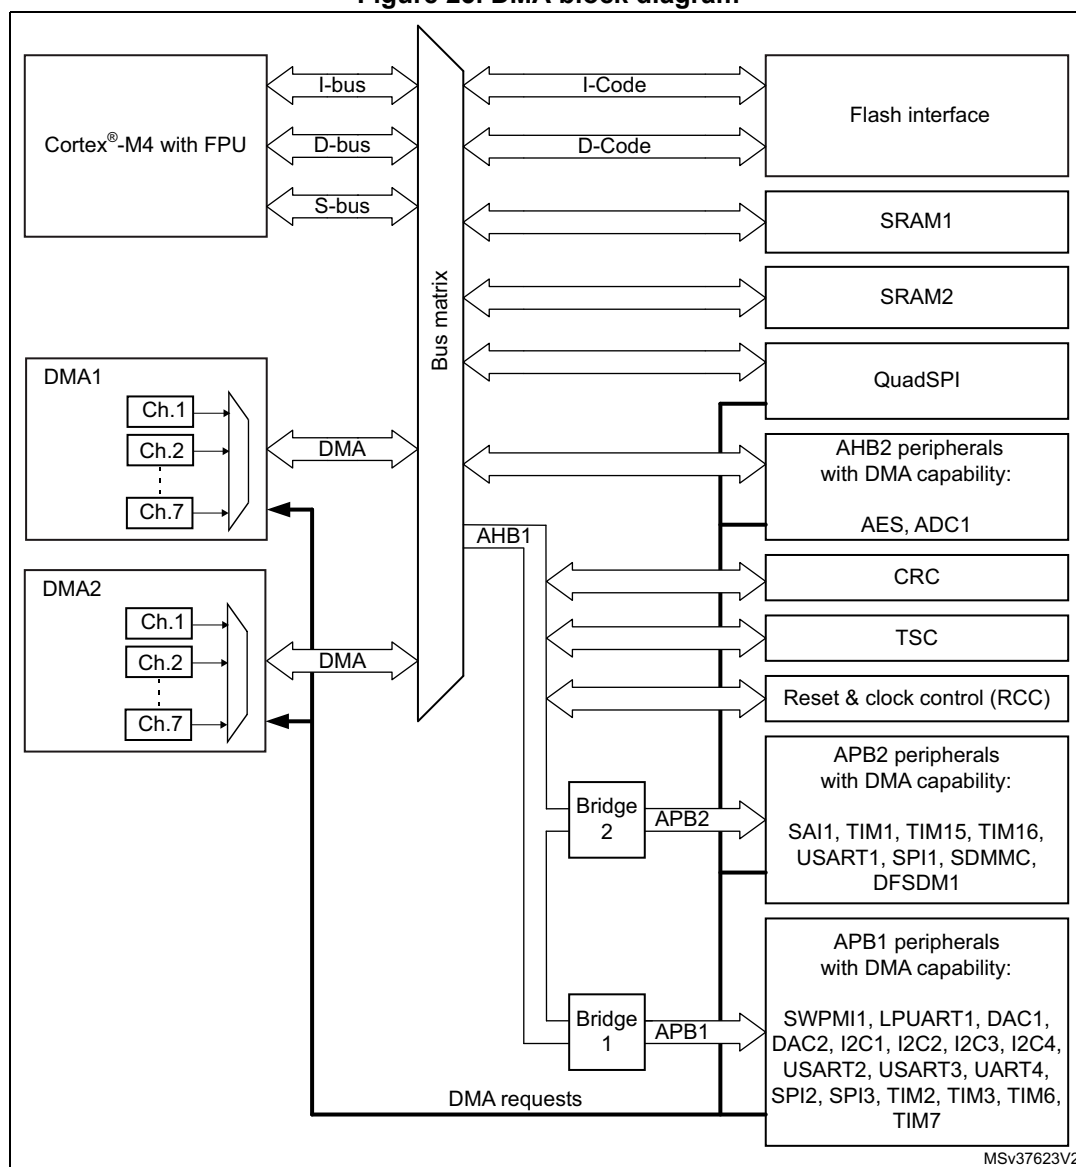 Figure 28. DMA block diagram
Cortex®-M4 with FPU
I-bus
D-bus
S-bus
Bus matrix
I-Code
D-Code
Flash interface
SRAM1
SRAM2
QuadSPI
DMA1
Ch.1
Ch.2
Ch.7
DMA
AHB2 peripherals
with DMA capability:
AES, ADC1
AHB1
CRC
TSC
Reset & clock control (RCC)
DMA2
Ch.1
Ch.2
Ch.7
DMA
Bridge
2
APB2
APB2 peripherals
with DMA capability:
SAI1, TIM1, TIM15, TIM16,
USART1, SPI1, SDMMC,
DFSDM1
Bridge
1
APB1
APB1 peripherals
with DMA capability:
SWPMI1, LPUART1, DAC1,
DAC2, I2C1, I2C2, I2C3, I2C4,
USART2, USART3, UART4,
SPI2, SPI3, TIM2, TIM3, TIM6,
TIM7
DMA requests
MSv37623V2